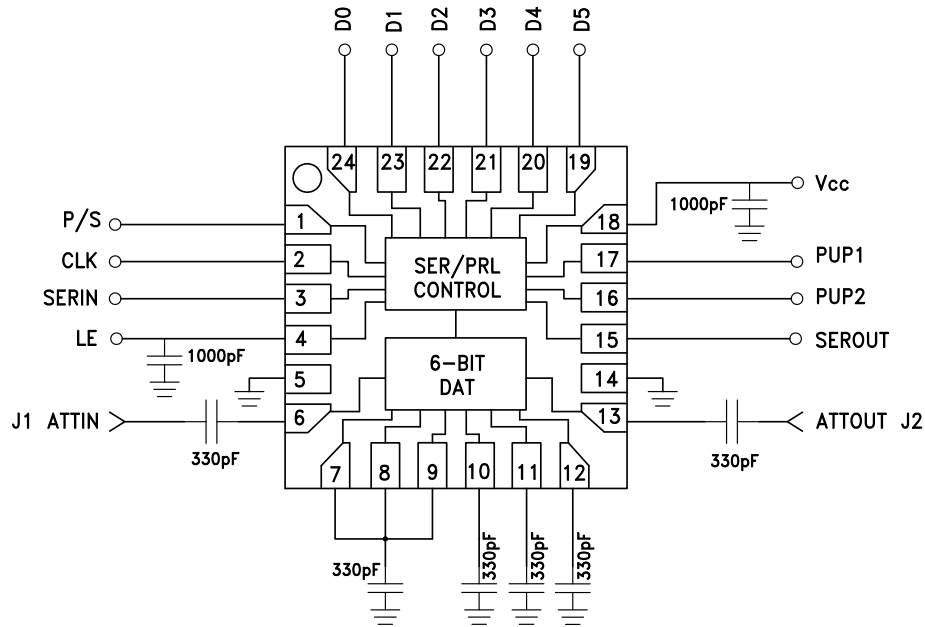 D0
D1
D2
D3
D4
D5
24
23
22
21
20
19
Vcc
1000pF
P/S
1
18
CLK
2
SER/PRL
CONTROL
17
PUP1
SERIN
3
16
PUP2
LE
4
15
SEROUT
1000pF
5
6-BIT
DAT
14
J1 ATTIN
6
13
ATTOUT J2
330pF
330pF
7
8
9
10
11
12
330pF
330pF
330pF
330pF